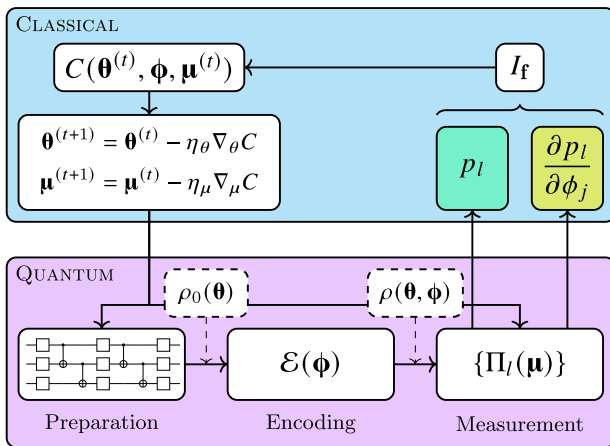 CLASSICAL
C(θ^(t), ϕ, μ^(t))
I_f
θ^(t+1) = θ^(t) − η_θ ∇_θ C
μ^(t+1) = μ^(t) − η_μ ∇_μ C
p_l
∂p_l
∂ϕ_j
QUANTUM
ρ_0(θ)
ρ(θ, ϕ)
ℰ(ϕ)
{Π_l(μ)}
Preparation
Encoding
Measurement